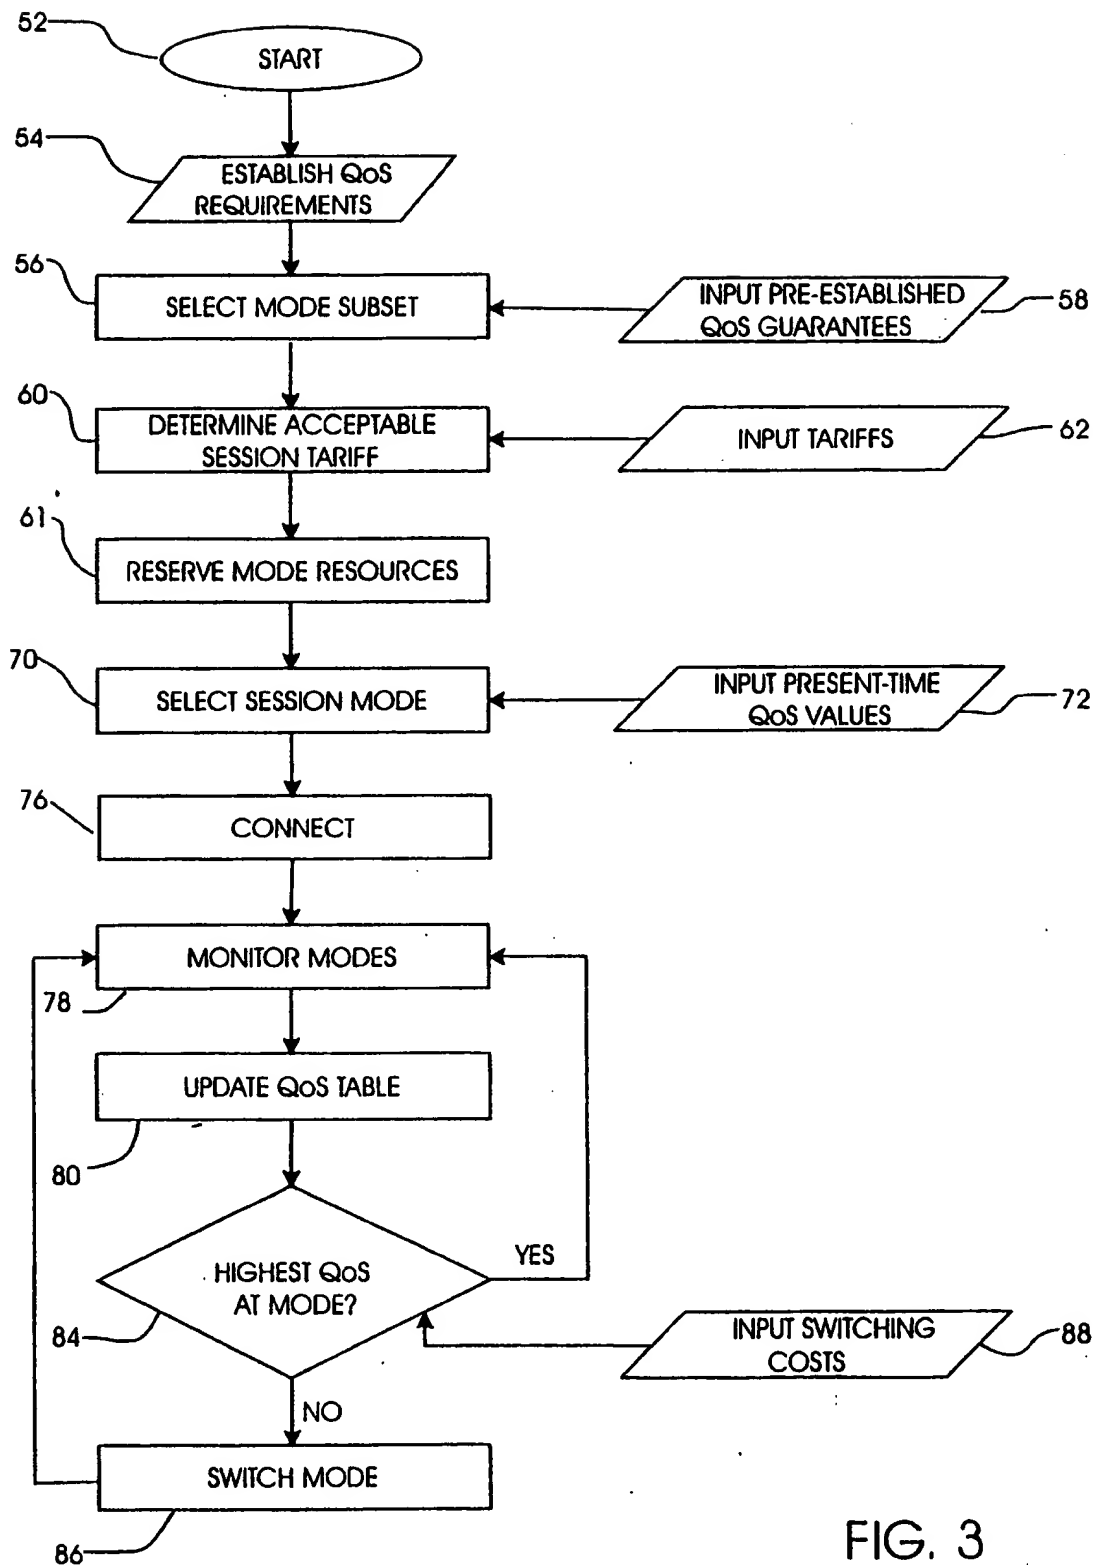 52
START
54
ESTABLISH QoS
REQUIREMENTS
56
SELECT MODE SUBSET
INPUT PRE-ESTABLISHED
QoS GUARANTEES
58
60
DETERMINE ACCEPTABLE
SESSION TARIFF
INPUT TARIFFS
62
61
RESERVE MODE RESOURCES
70
SELECT SESSION MODE
INPUT PRESENT-TIME
QoS VALUES
72
76
CONNECT
MONITOR MODES
78
UPDATE QoS TABLE
80
HIGHEST QoS
AT MODE?
YES
84
INPUT SWITCHING
COSTS
88
NO
SWITCH MODE
86
FIG. 3